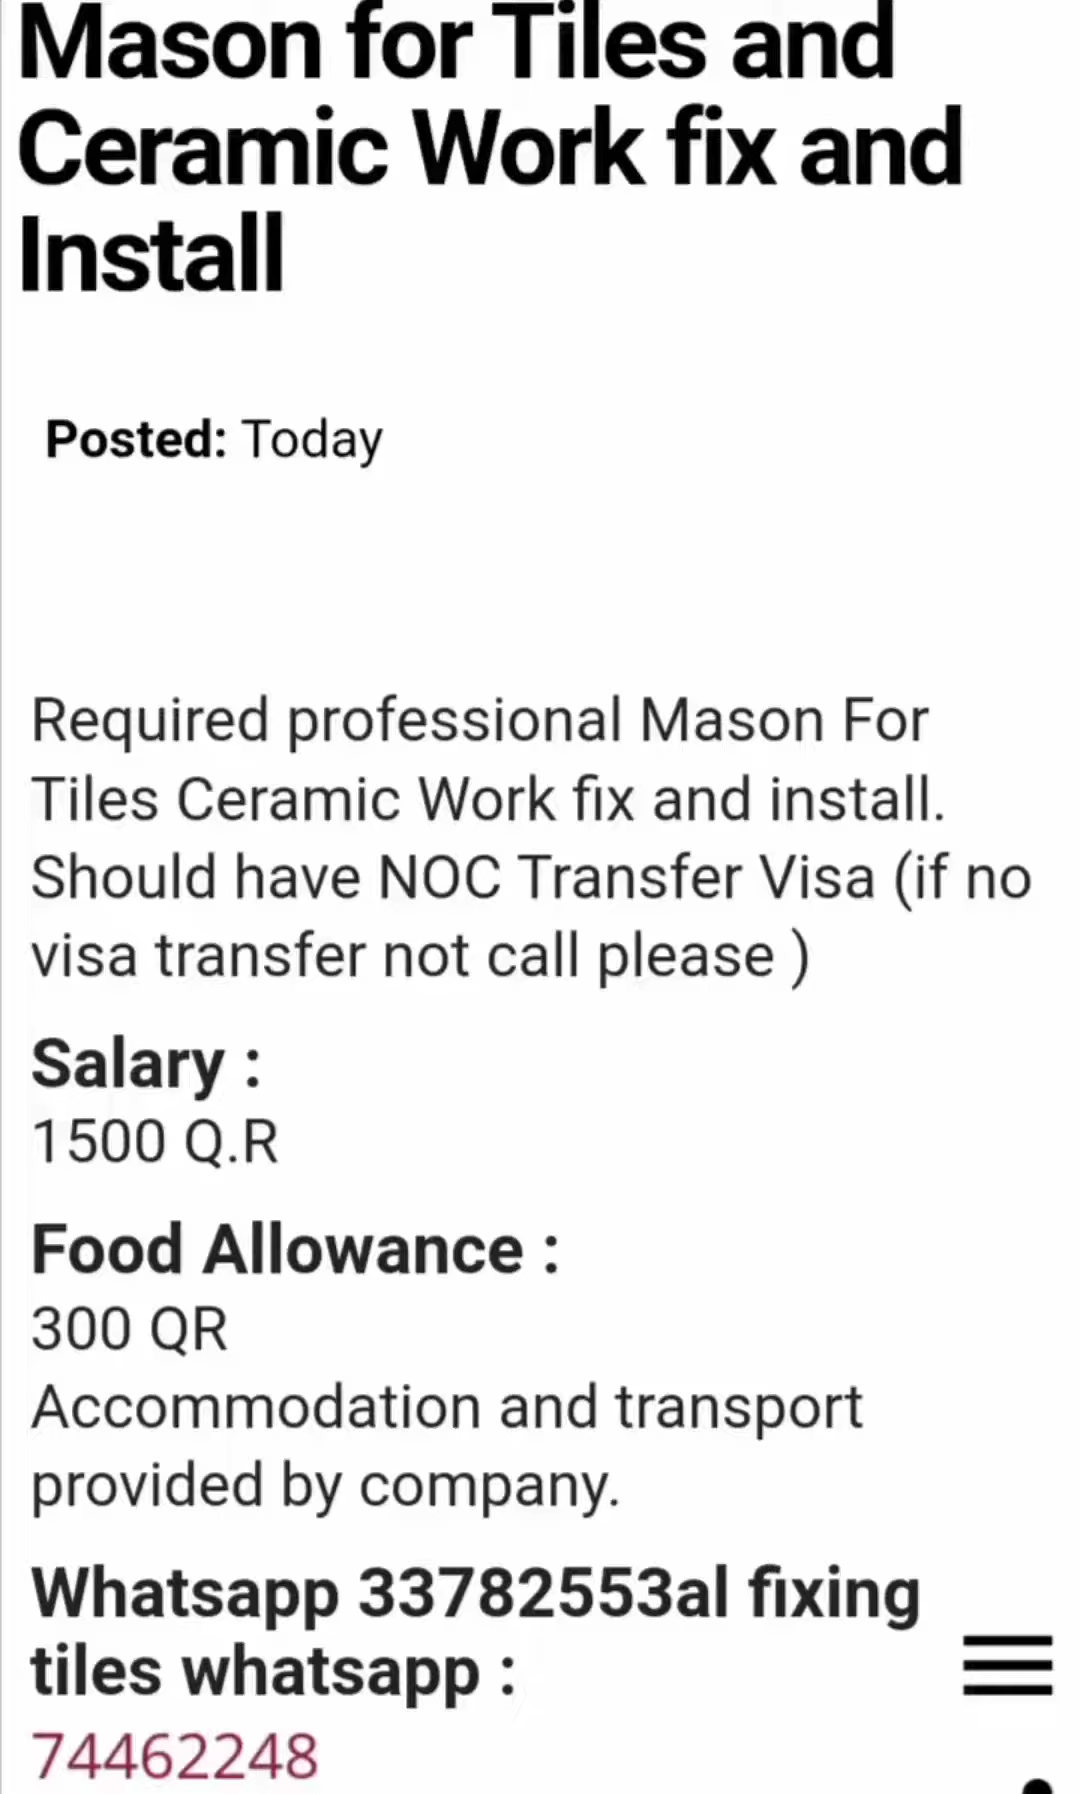 Mason for Tiles and
Ceramic Work fix and
Install
Posted: Today
Required professional Mason For
Tiles Ceramic Work fix and install.
Should have NOC Transfer Visa (if no
visa transfer not call please )
Salary :
1500 Q.R
Food Allowance :
300 QR
Accommodation and transport
provided by company.
Whatsapp 33782553al fixing
tiles whatsapp :
74462248